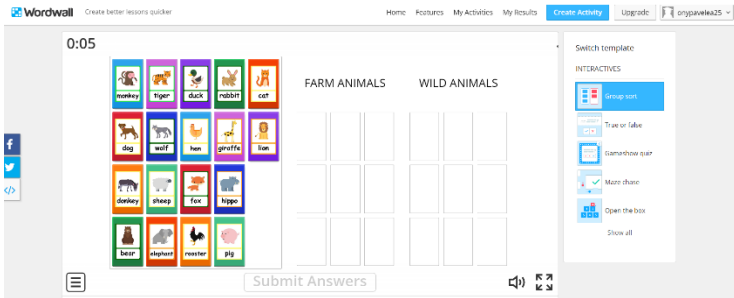 Wordwall
Create better lessons quicker
Home Features My Activities My Results Create Activity Upgrade onypavelea25
0:05
Switch template
INTERACTIVES
FARM ANIMALS WILD ANIMALS
monkey tiger duck rabbit cat
Group sort
dog wolf hen giraffe lion
True or false
Gameshow quiz
donkey sheep fox hippo
Maze chase
Open the box
bear elephant rooster pig
Show all
Submit Answers